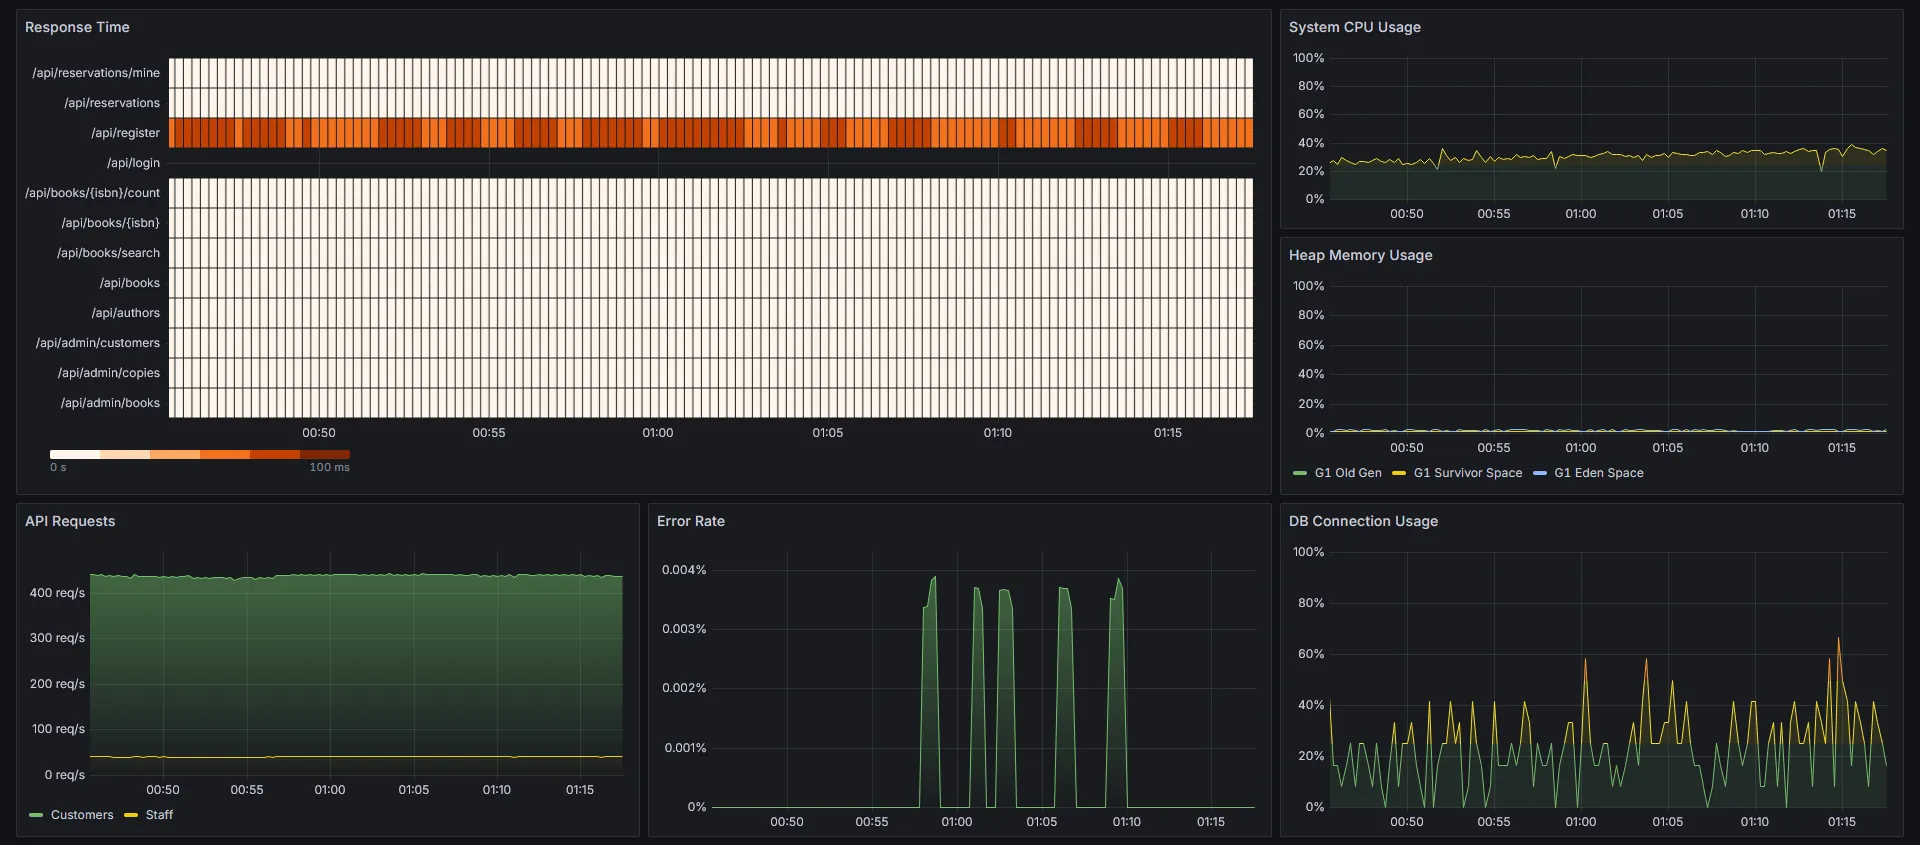 Response Time
/api/reservations/mine
/api/reservations
/api/register
/api/login
/api/books/{isbn}/count
/api/books/{isbn}
/api/books/search
/api/books
/api/authors
/api/admin/customers
/api/admin/copies
/api/admin/books
00:50 00:55 01:00 01:05 01:10 01:15
0 s 100 ms
System CPU Usage
100%
80%
60%
40%
20%
0%
00:50 00:55 01:00 01:05 01:10 01:15
Heap Memory Usage
100%
80%
60%
40%
20%
0%
00:50 00:55 01:00 01:05 01:10 01:15
G1 Old Gen G1 Survivor Space G1 Eden Space
API Requests
400 req/s
300 req/s
200 req/s
100 req/s
0 req/s
00:50 00:55 01:00 01:05 01:10 01:15
Customers Staff
Error Rate
0.004%
0.003%
0.002%
0.001%
0%
00:50 00:55 01:00 01:05 01:10 01:15
DB Connection Usage
100%
80%
60%
40%
20%
0%
00:50 00:55 01:00 01:05 01:10 01:15